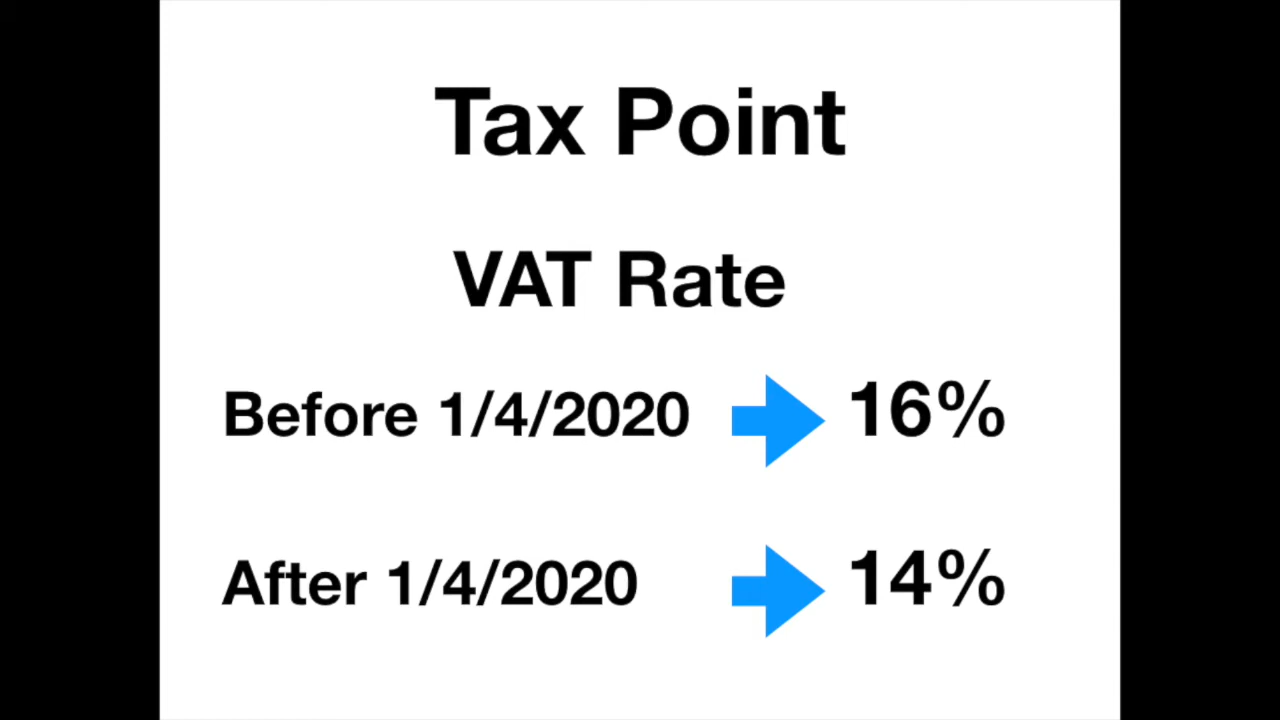 Tax Point
VAT Rate
Before 1/4/2020 16%
After 1/4/2020 14%